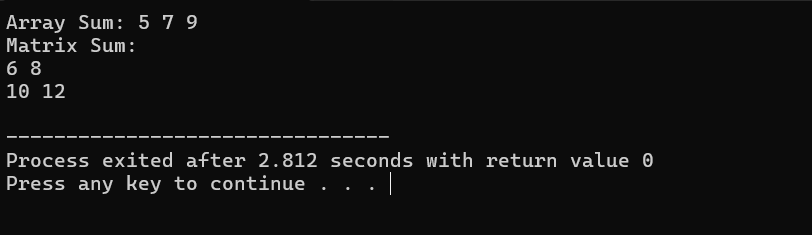 Array Sum: 5 7 9
Matrix Sum:
6 8
10 12
--------------------------------
Process exited after 2.812 seconds with return value 0
Press any key to continue . . .